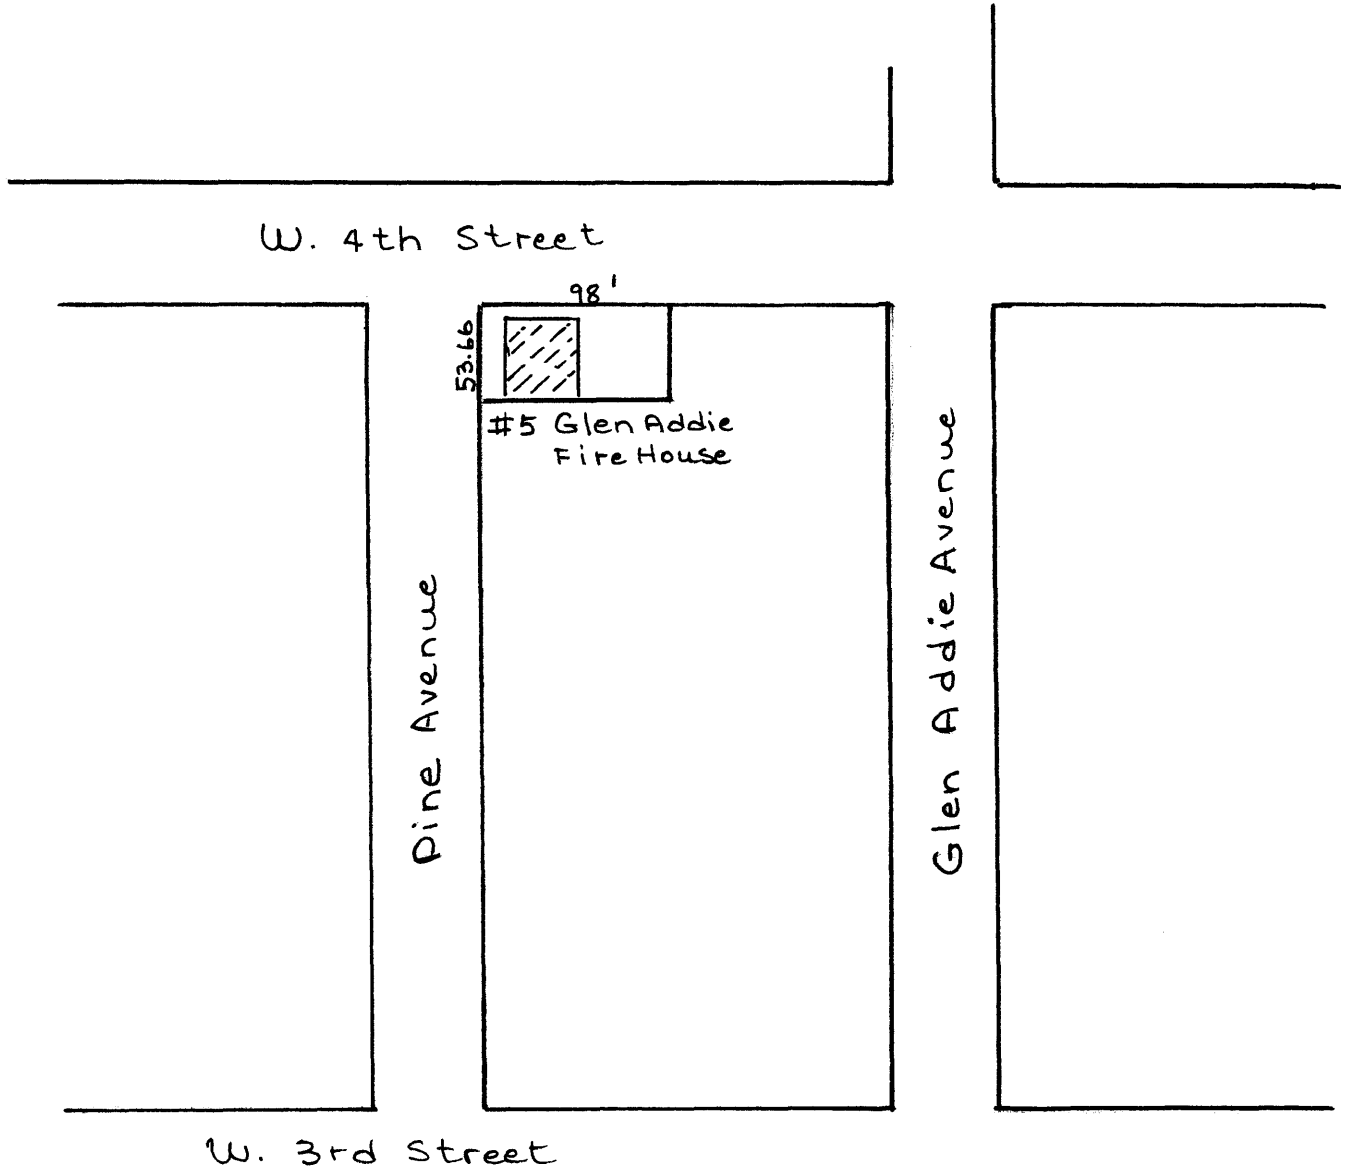 W. 4th Street
98'
53.66
#5 Glen Addie
Fire House
Pine Avenue
Glen Addie Avenue
W. 3rd Street